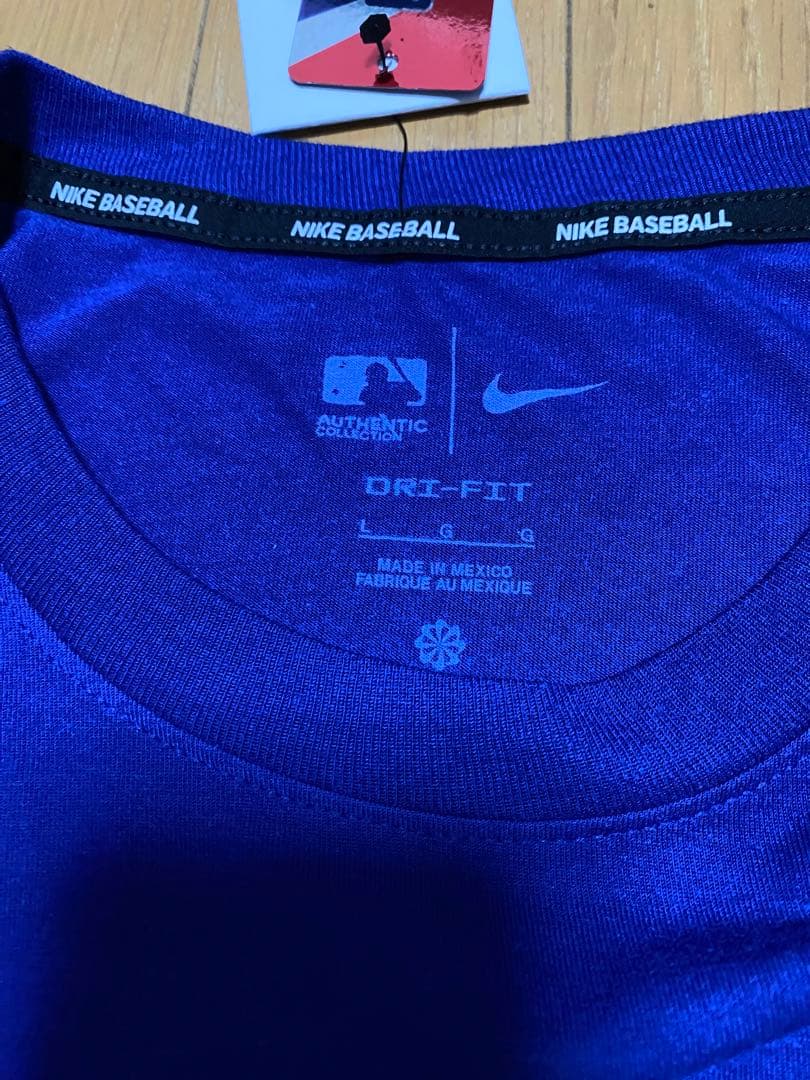 NIKE BASEBALL NIKE BASEBALL NIKE BASEBALL
AUTHENTIC
COLLECTION
DRI-FIT
L G G
MADE IN MEXICO
FABRIQUE AU MEXIQUE